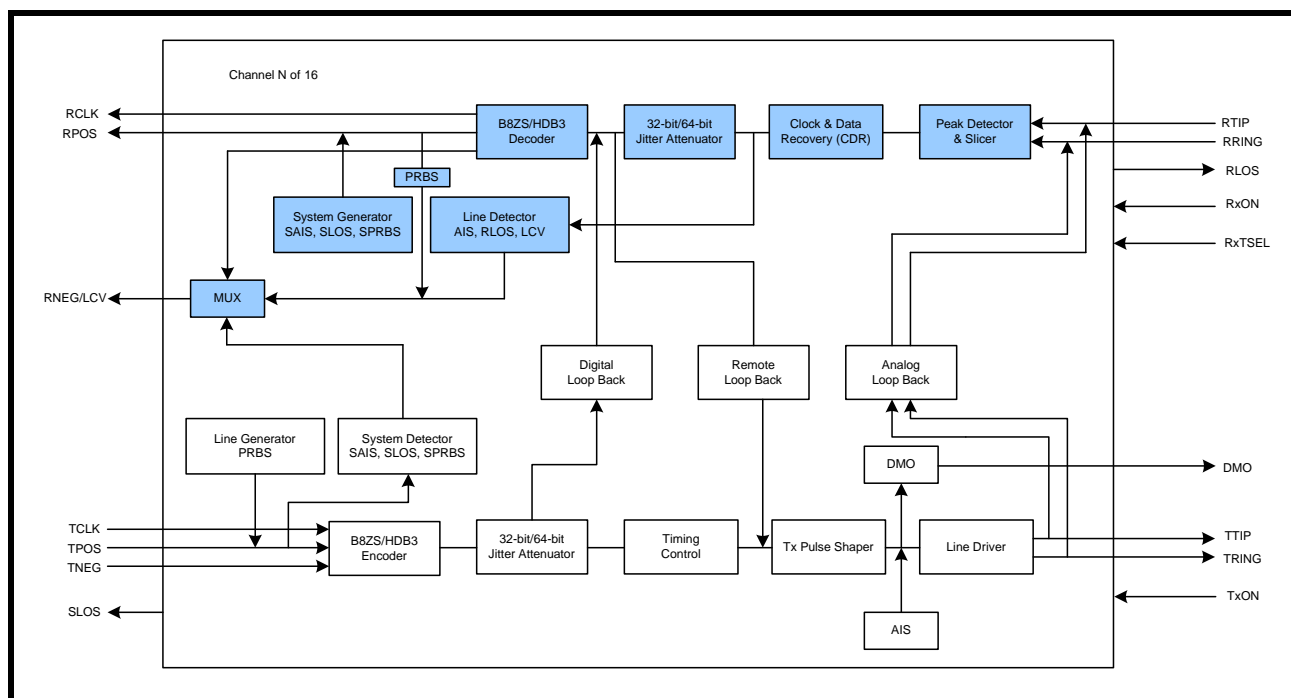 Channel N of 16
RCLK
RPOS
B8ZS/HDB3
Decoder
32-bit/64-bit
Jitter Attenuator
Clock & Data
Recovery (CDR)
Peak Detector
& Slicer
RTIP
RRING
RLOS
PRBS
System Generator
SAIS, SLOS, SPRBS
Line Detector
AIS, RLOS, LCV
RxON
RxTSEL
RNEG/LCV
MUX
Digital
Loop Back
Remote
Loop Back
Analog
Loop Back
Line Generator
PRBS
System Detector
SAIS, SLOS, SPRBS
DMO
DMO
TCLK
TPOS
TNEG
B8ZS/HDB3
Encoder
32-bit/64-bit
Jitter Attenuator
Timing
Control
Tx Pulse Shaper
Line Driver
TTIP
TRING
SLOS
AIS
TxON